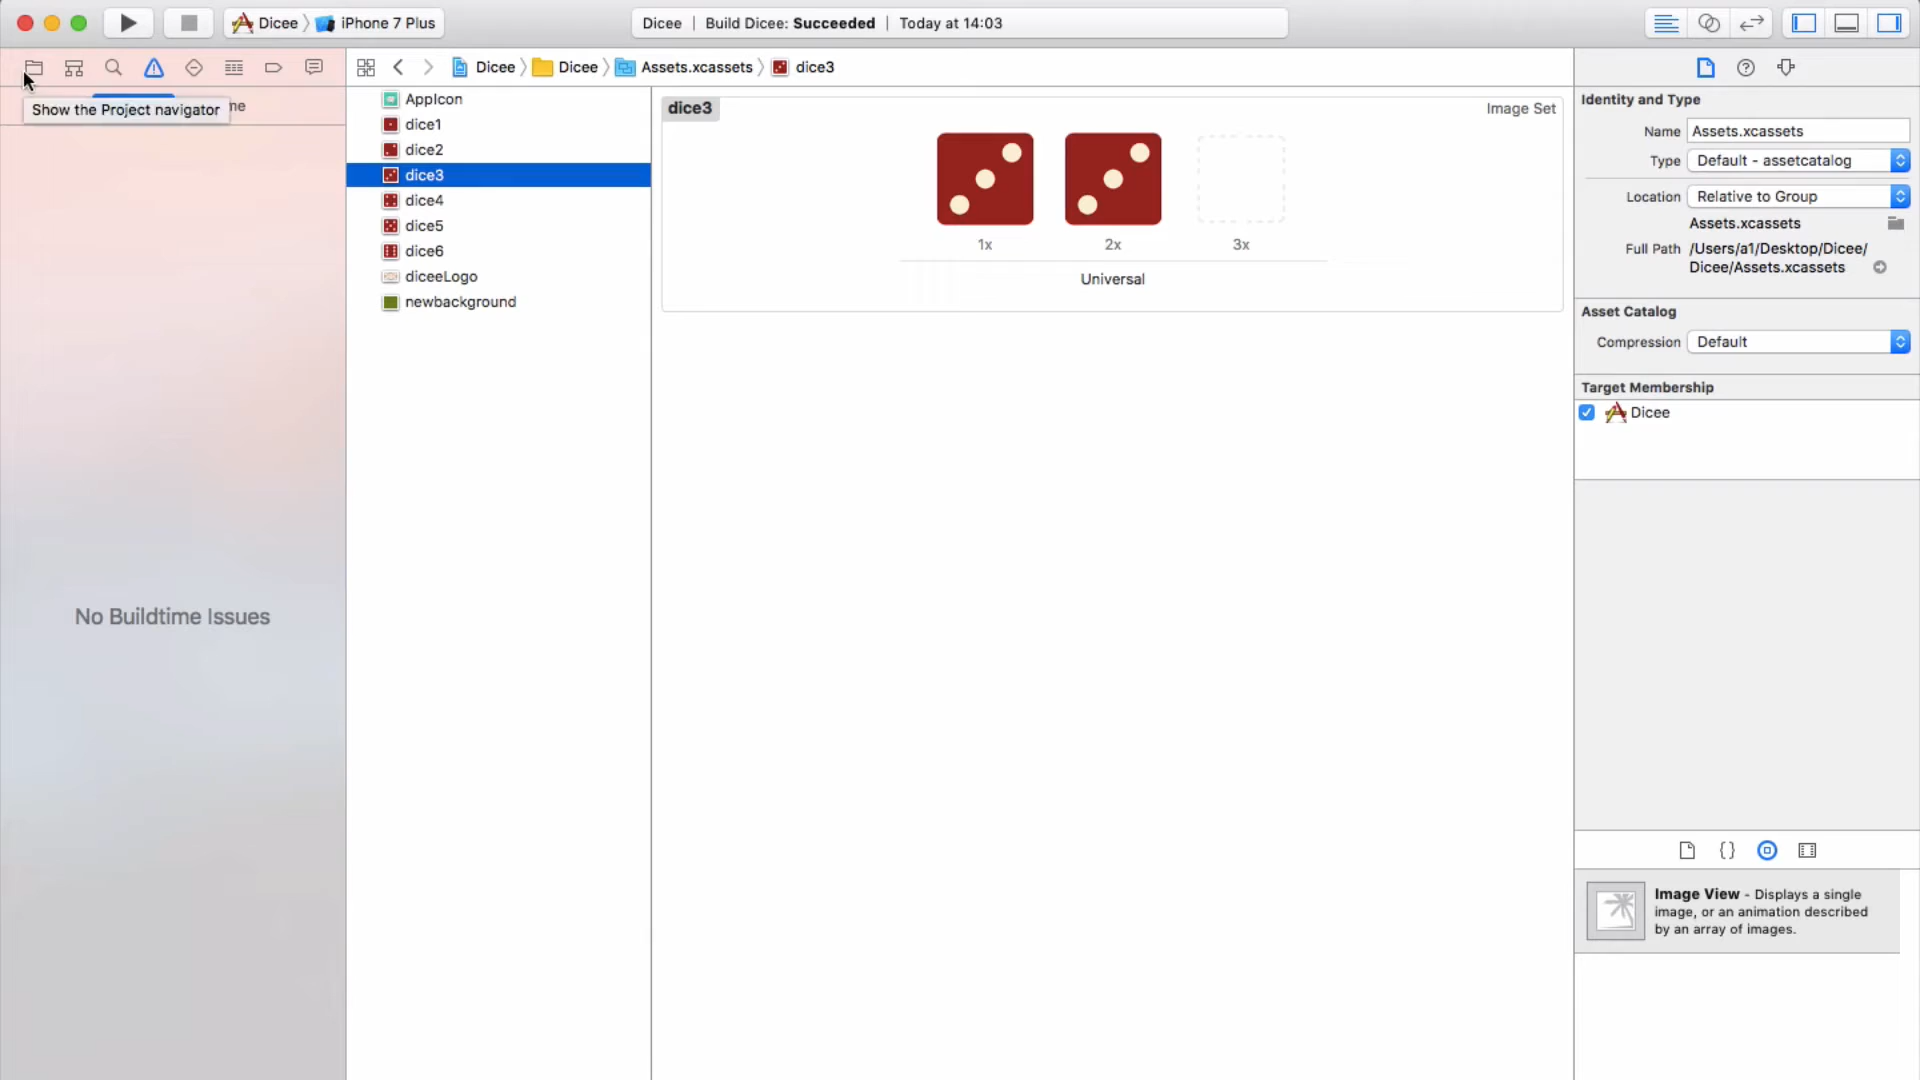 Dicee
iPhone 7 Plus
Dicee | Build Dicee: Succeeded | Today at 14:03
Show the Project navigator
me
No Buildtime Issues
Dicee
Dicee
Assets.xcassets
dice3
AppIcon
dice1
dice2
dice3
dice4
dice5
dice6
diceeLogo
newbackground
dice3
Image Set
1x
2x
3x
Universal
Identity and Type
Name Assets.xcassets
Type Default - assetcatalog
Location Relative to Group
Assets.xcassets
Full Path /Users/a1/Desktop/Dicee/
Dicee/Assets.xcassets
Asset Catalog
Compression Default
Target Membership
Dicee
{}
Image View - Displays a single
image, or an animation described
by an array of images.